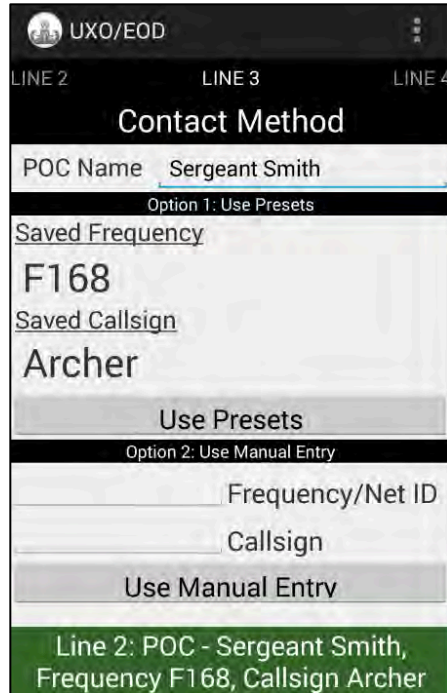 UXO/EOD
LINE 2 LINE 3 LINE 4
Contact Method
POC Name Sergeant Smith
Option 1: Use Presets
Saved Frequency
F168
Saved Callsign
Archer
Use Presets
Option 2: Use Manual Entry
Frequency/Net ID
Callsign
Use Manual Entry
Line 2: POC - Sergeant Smith,
Frequency F168, Callsign Archer